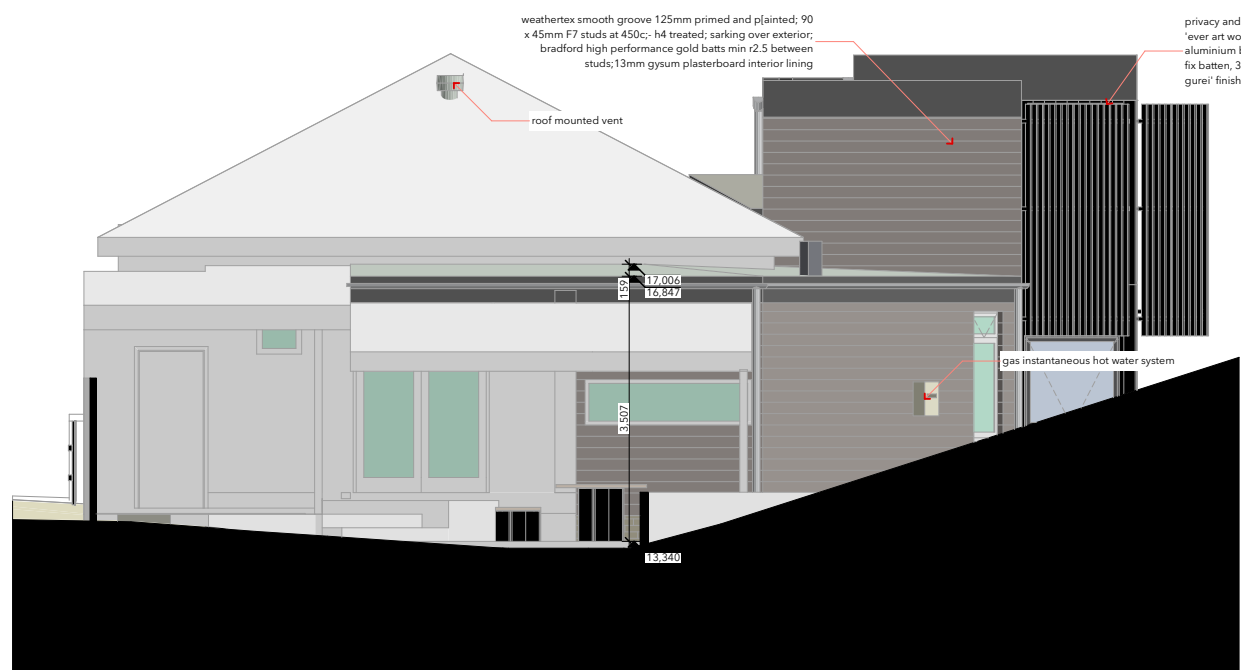 weathertex smooth groove 125mm primed and p[ainted; 90
x 45mm F7 studs at 450c;- h4 treated; sarking over exterior;
bradford high performance gold batts min r2.5 between
studs;13mm gysum plasterboard interior lining
privacy and
'ever art wo
aluminium b
fix batten, 3
gurei' finish
roof mounted vent
17,006
159
16,847
gas instantaneous hot water system
3,507
13,340